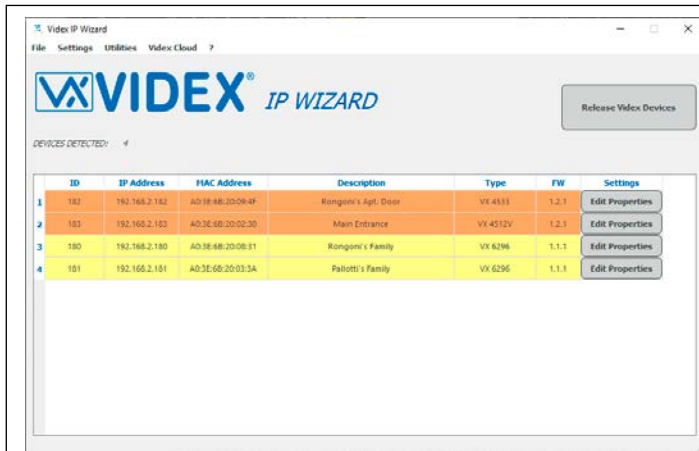 Videx IP Wizard
File Settings Utilities Videx Cloud ?
VIDEX® IP WIZARD
Release Videx Devices
DEVICES DETECTED: 4
ID IP Address MAC Address Description Type FW Settings
1 182 192.168.2.182 A0:3E:6B:20:09:4F Rongoni's Apt. Door VX 4533 1.2.1 Edit Properties
2 183 192.168.2.183 A0:3E:6B:20:02:30 Main Entrance VX 4512V 1.2.1 Edit Properties
3 180 192.168.2.180 A0:3E:6B:20:08:31 Rongoni's Family VX 6296 1.1.1 Edit Properties
4 181 192.168.2.181 A0:3E:6B:20:03:3A Pallotti's Family VX 6296 1.1.1 Edit Properties